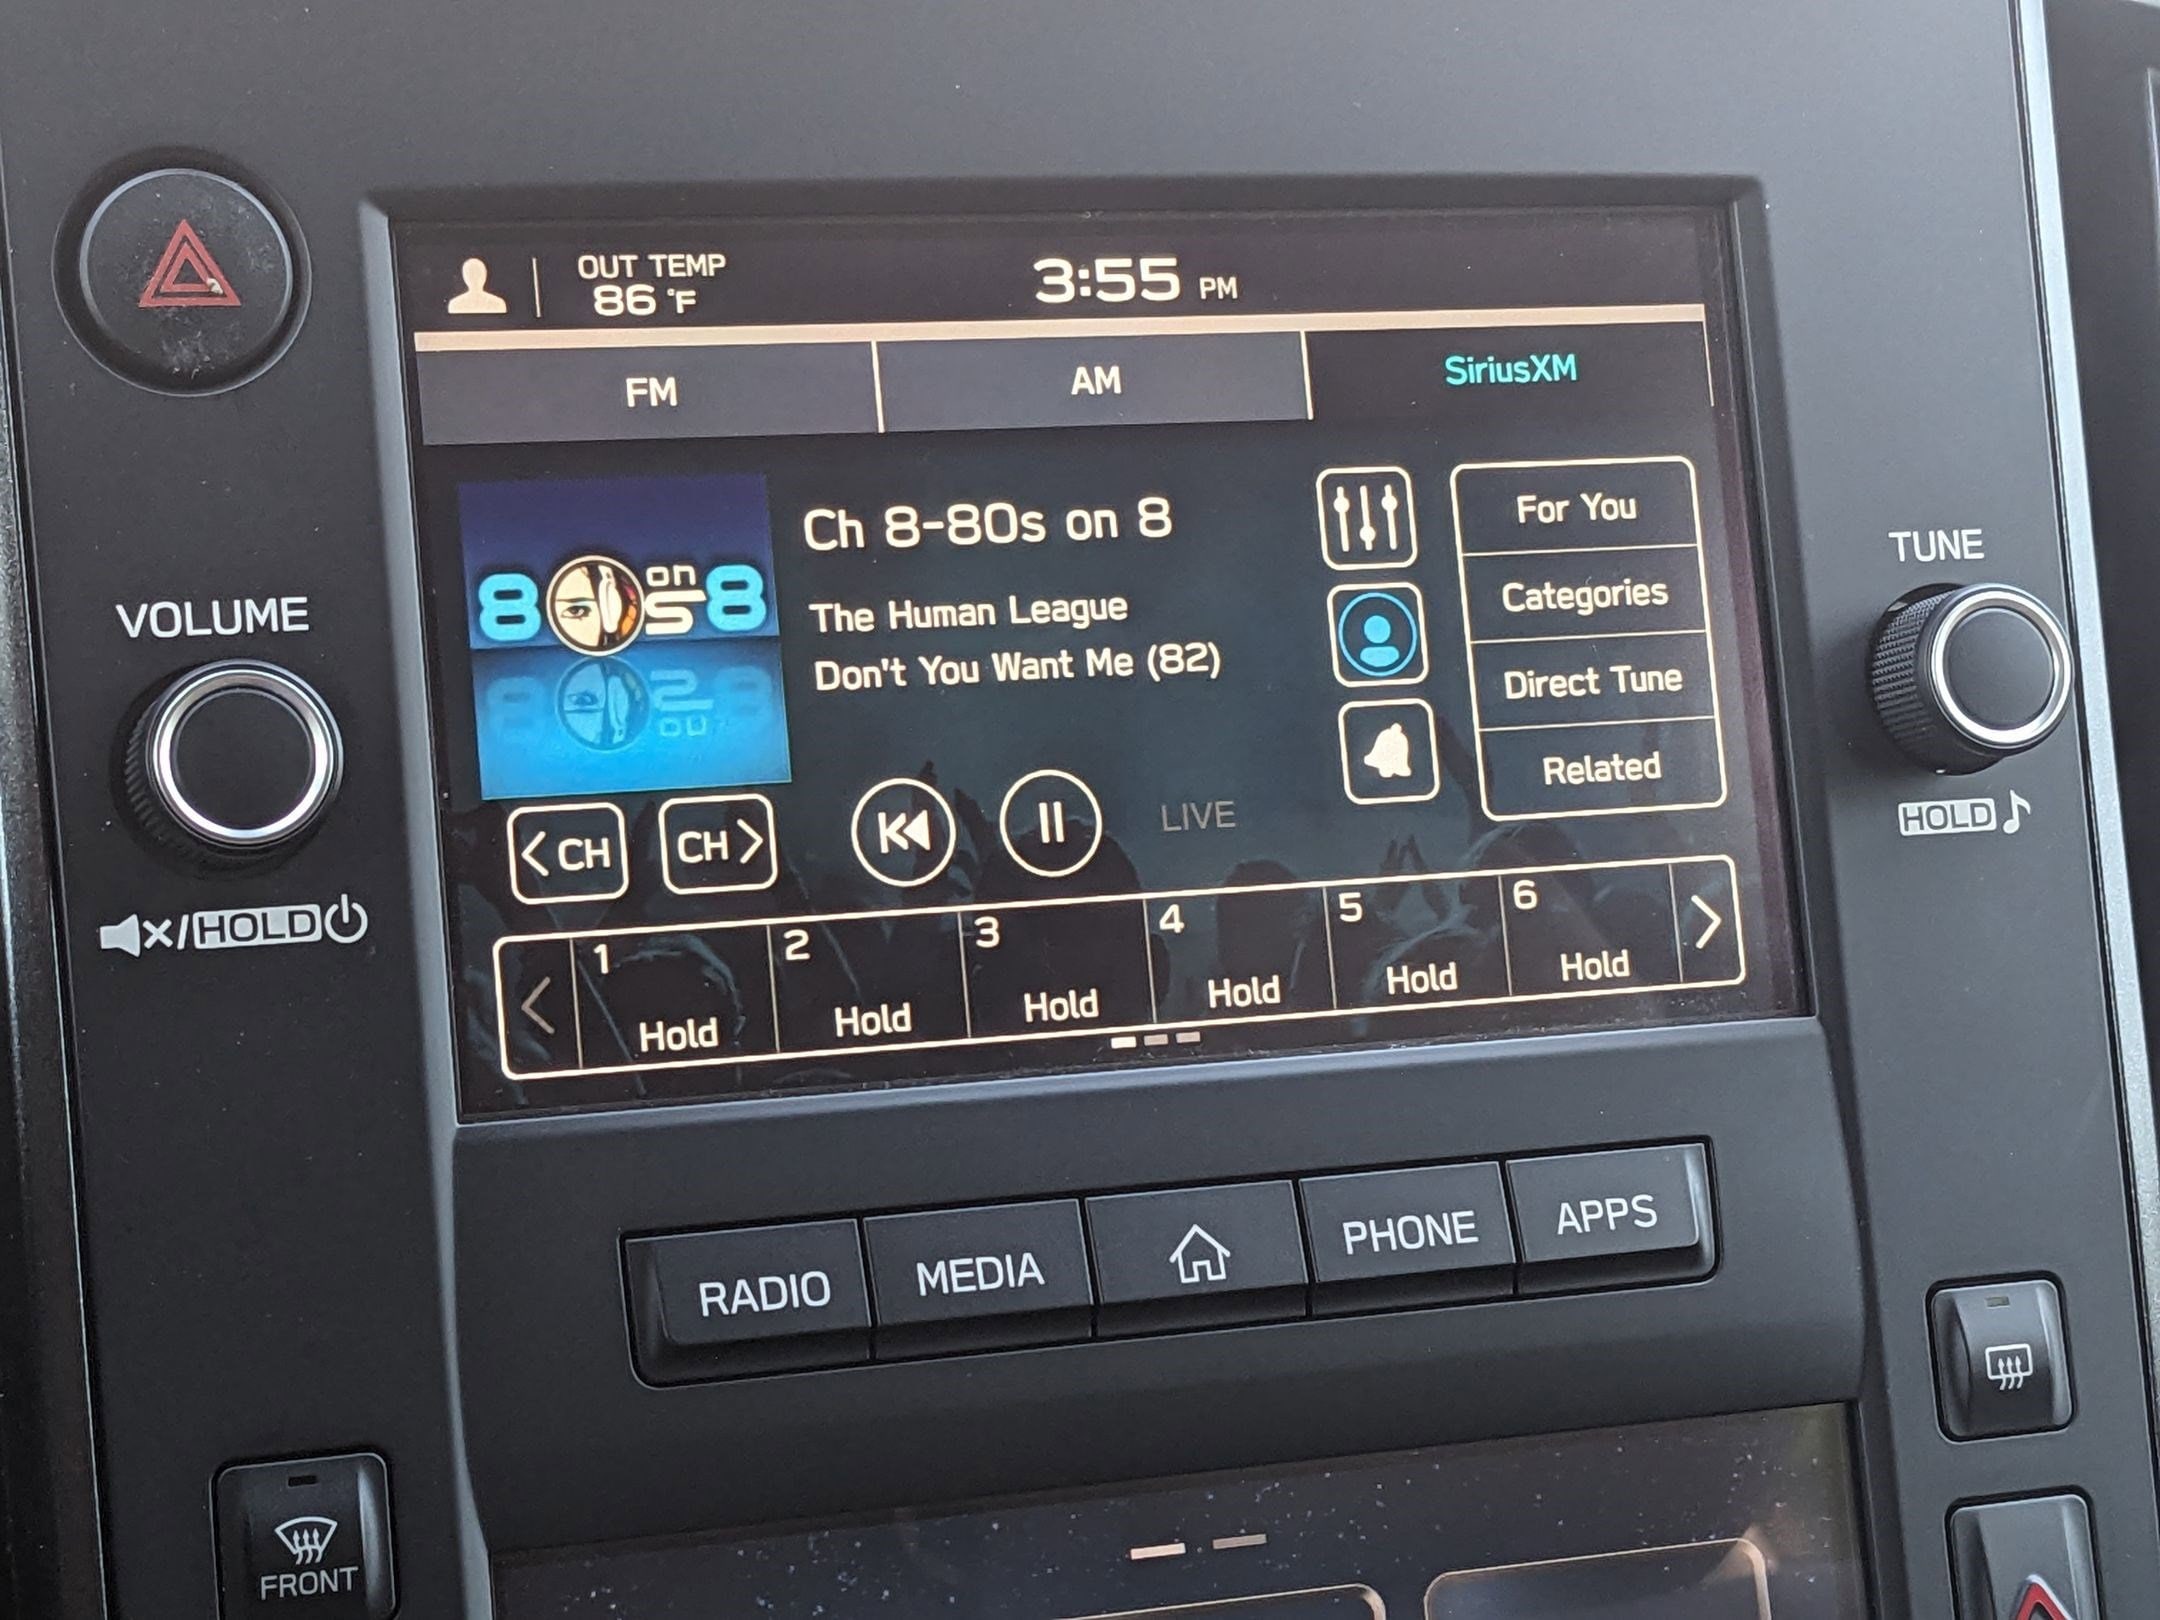 OUT TEMP
86 °F
3:55 PM
FM
AM
SiriusXM
80s on 8
Ch 8-80s on 8
The Human League
Don't You Want Me (82)
For You
Categories
Direct Tune
Related
VOLUME
HOLD
TUNE
HOLD
< CH
CH >
LIVE
1 Hold
2 Hold
3 Hold
4 Hold
5 Hold
6 Hold
RADIO
MEDIA
PHONE
APPS
FRONT